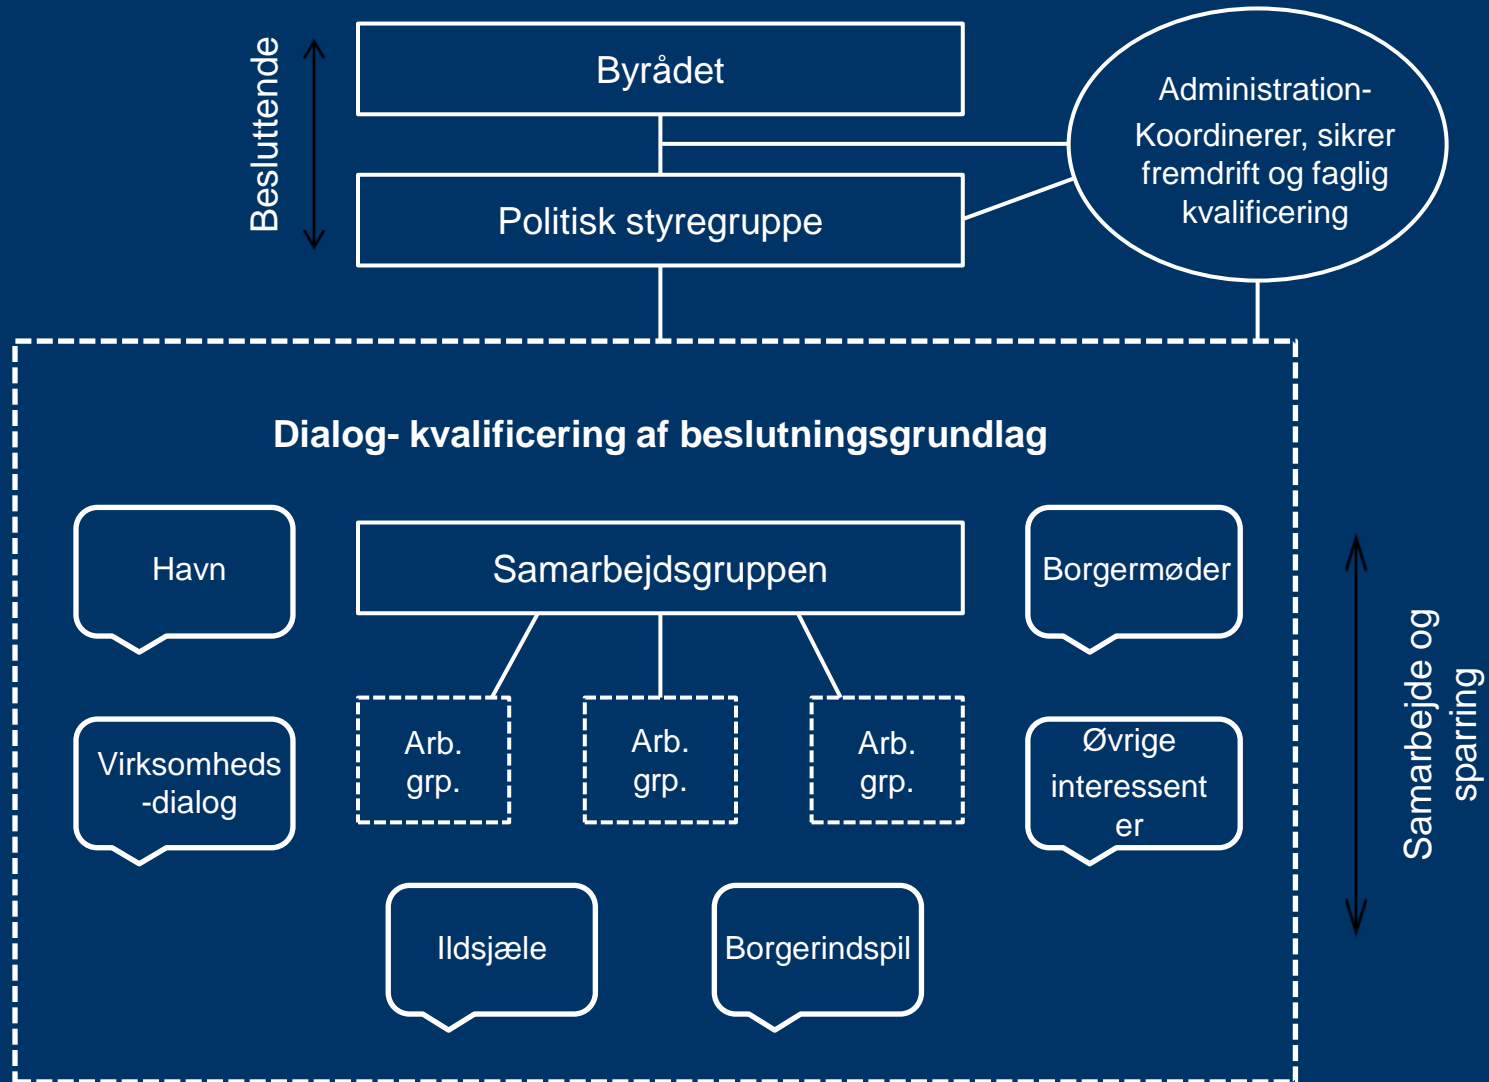 Besluttende
Byrådet
Administration-
Koordinerer, sikrer
fremdrift og faglig
kvalificering
Politisk styregruppe
Dialog- kvalificering af beslutningsgrundlag
Havn
Samarbejdsgruppen
Borgermøder
Samarbejde og
sparring
Virksomheds
-dialog
Arb.
grp.
Arb.
grp.
Arb.
grp.
Øvrige
interessent
er
Ildsjæle
Borgerindspil